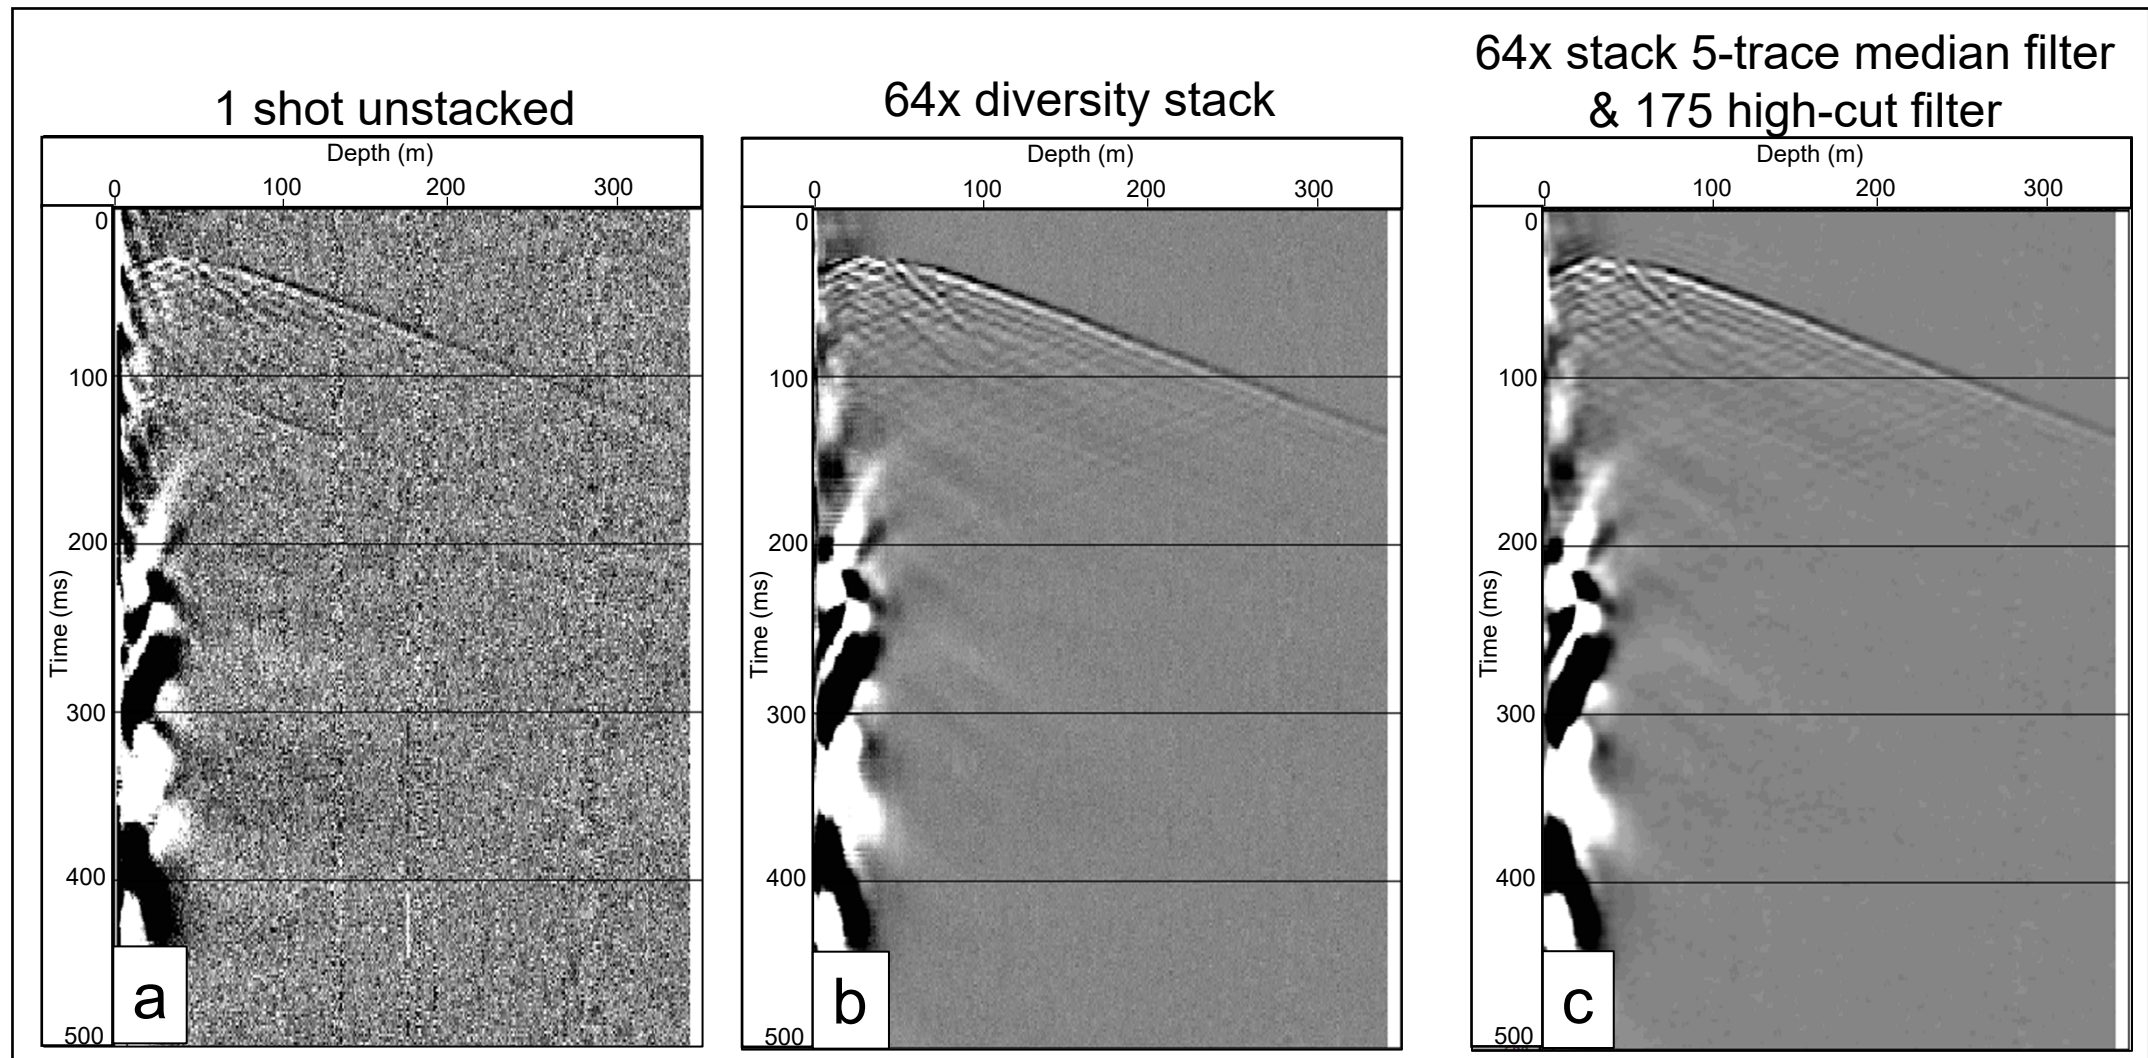 1 shot unstacked
Depth (m)
0 100 200 300
0
100
200
300
400
500
Time (ms)
a
64x diversity stack
Depth (m)
0 100 200 300
0
100
200
300
400
500
Time (ms)
b
64x stack 5-trace median filter
& 175 high-cut filter
Depth (m)
0 100 200 300
0
100
200
300
400
500
Time (ms)
c